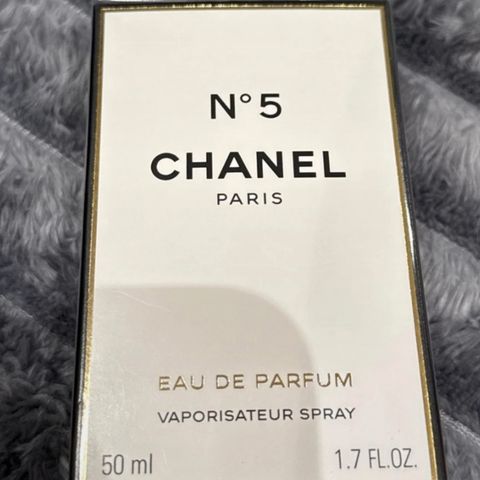 N°5
CHANEL
PARIS
EAU DE PARFUM
VAPORISATEUR SPRAY
50 ml 1.7 FL.OZ.